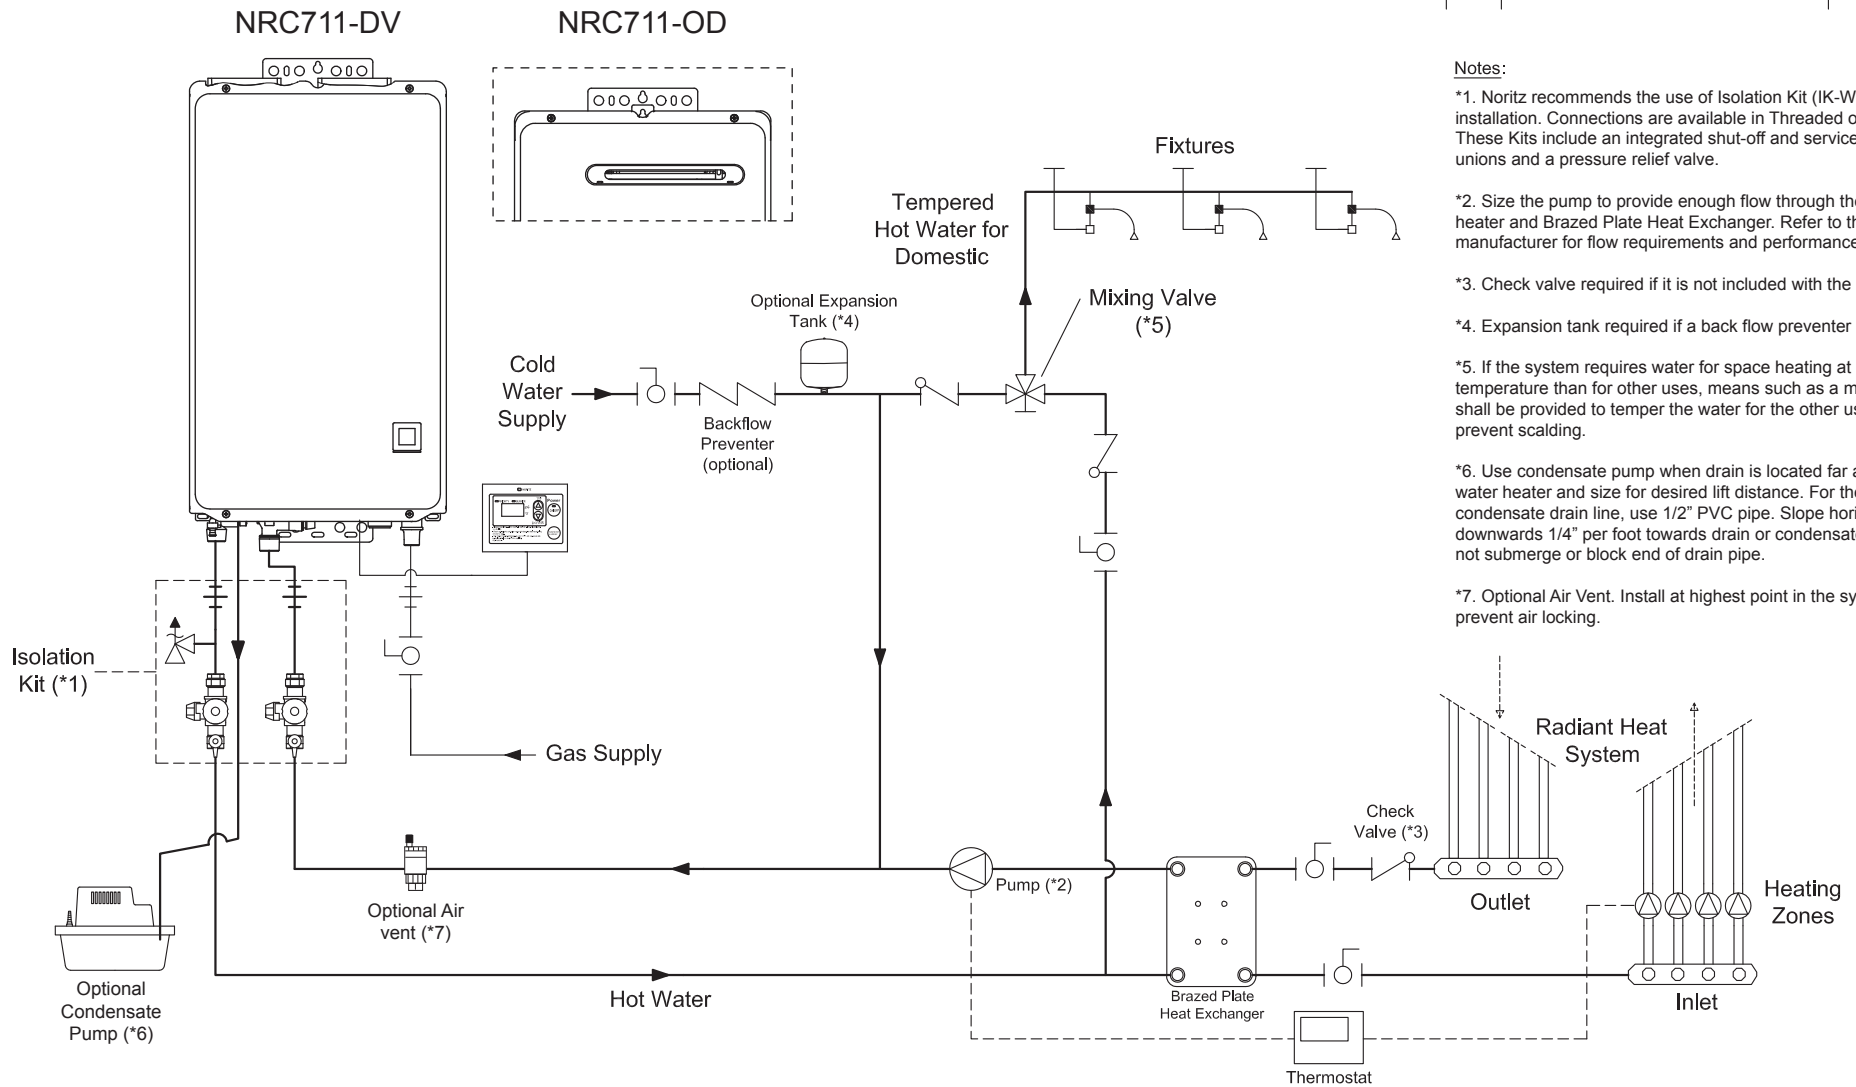 NRC711-DV
NRC711-OD
Notes:
*1. Noritz recommends the use of Isolation Kit (IK-W
installation. Connections are available in Threaded o
These Kits include an integrated shut-off and service
unions and a pressure relief valve.
*2. Size the pump to provide enough flow through the
heater and Brazed Plate Heat Exchanger. Refer to th
manufacturer for flow requirements and performance
*3. Check valve required if it is not included with the
*4. Expansion tank required if a back flow preventer
*5. If the system requires water for space heating at
temperature than for other uses, means such as a m
shall be provided to temper the water for the other us
prevent scalding.
*6. Use condensate pump when drain is located far a
water heater and size for desired lift distance. For the
condensate drain line, use 1/2” PVC pipe. Slope hori
downwards 1/4” per foot towards drain or condensate
not submerge or block end of drain pipe.
*7. Optional Air Vent. Install at highest point in the sy
prevent air locking.
Fixtures
Tempered
Hot Water for
Domestic
Mixing Valve
(*5)
Optional Expansion
Tank (*4)
Cold
Water
Supply
Backflow
Preventer
(optional)
Isolation
Kit (*1)
Gas Supply
Radiant Heat
System
Check
Valve (*3)
Pump (*2)
Outlet
Heating
Zones
Optional Air
vent (*7)
Optional
Condensate
Pump (*6)
Hot Water
Brazed Plate
Heat Exchanger
Inlet
Thermostat